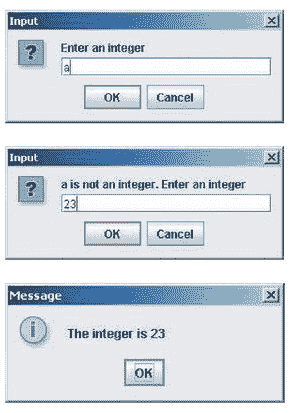 Input
Enter an integer
a
OK Cancel
Input
a is not an integer. Enter an integer
23
OK Cancel
Message
The integer is 23
OK